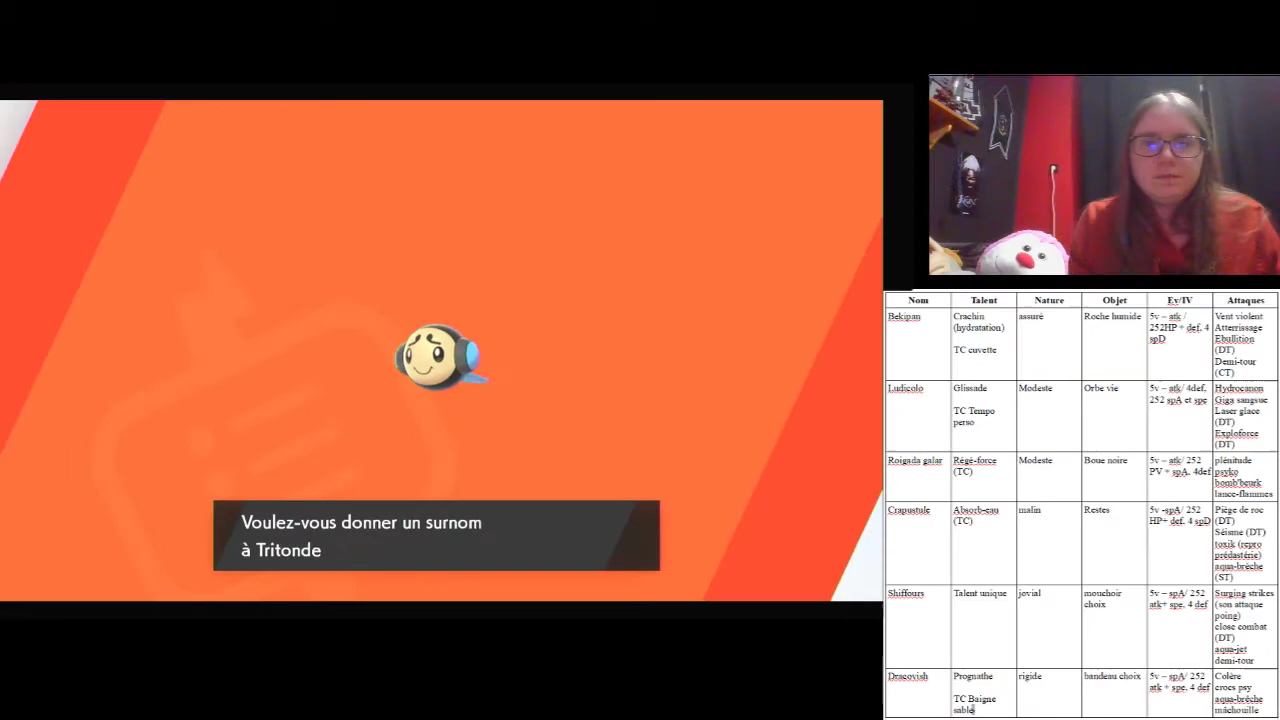 Voulez-vous donner un surnom
à Tritonde
Nom Talent Nature Objet Ev/IV Attaques
Bekipan
Crachin
(hydratation)
TC cuvette
assuré
Roche humide
5v – atk /
252HP + def, 4
spD
Vent violent
Atterrissage
Ebullition
(DT)
Demi-tour
(CT)
Ludicolo
Glissade
TC Tempo
perso
Modeste
Orbe vie
5v – atk/ 4def,
252 spA et spe
Hydrocanon
Giga sangsue
Laser glace
(DT)
Exploforce
(DT)
Roigada galar
Régé-force
(TC)
Modeste
Boue noire
5v – atk/ 252
PV + spA, 4def
plénitude
psyko
bomb'beurk
lance-flammes
Crapustule
Absorb-eau
(TC)
malin
Restes
5v -spA/ 252
HP+ def, 4 spD
Piège de roc
(DT)
Séisme (DT)
toxik (repro
prédastérie)
aqua-brèche
(ST)
Shiffours
Talent unique
jovial
mouchoir
choix
5v – spA/ 252
atk+ spe, 4 def
Surging strikes
(son attaque
poing)
close combat
(DT)
aqua-jet
demi-tour
Dracovish
Prognathe
TC Baigne
sable
rigide
bandeau choix
5v – spA/ 252
atk + spe, 4 def
Colère
crocs psy
aqua-brêche
mâchouille